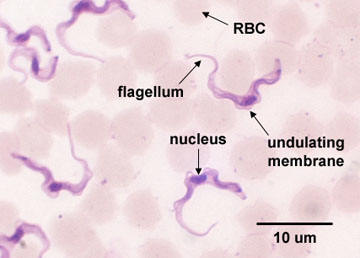 RBC
flagellum
nucleus
undulating
membrane
10 um